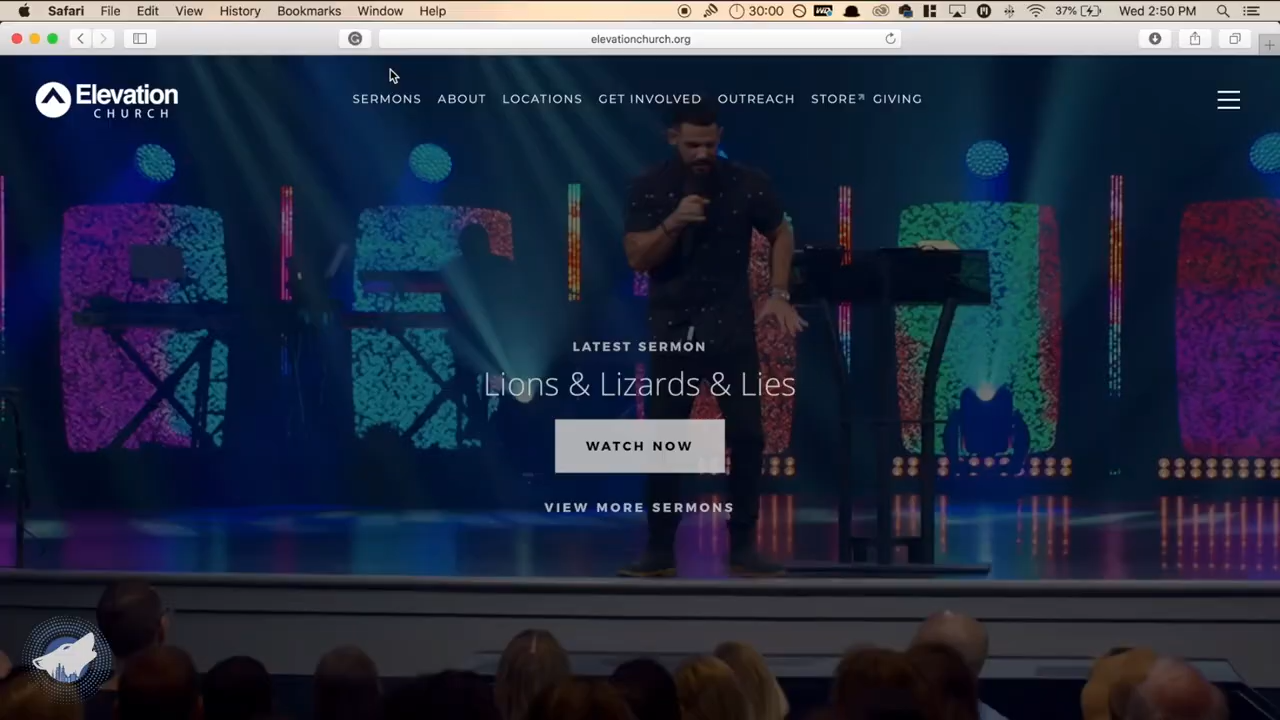 Safari File Edit View History Bookmarks Window Help 30:00 37% Wed 2:50 PM
elevationchurch.org
Elevation
CHURCH
SERMONS ABOUT LOCATIONS GET INVOLVED OUTREACH STORE GIVING
LATEST SERMON
Lions & Lizards & Lies
WATCH NOW
VIEW MORE SERMONS